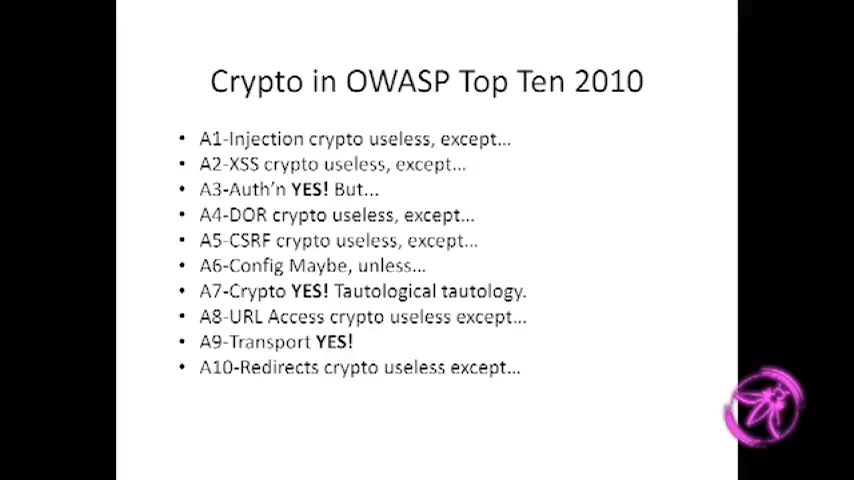 Crypto in OWASP Top Ten 2010
• A1-Injection crypto useless, except...
• A2-XSS crypto useless, except...
• A3-Auth'n YES! But...
• A4-DOR crypto useless, except...
• A5-CSRF crypto useless, except...
• A6-Config Maybe, unless...
• A7-Crypto YES! Tautological tautology.
• A8-URL Access crypto useless except...
• A9-Transport YES!
• A10-Redirects crypto useless except...